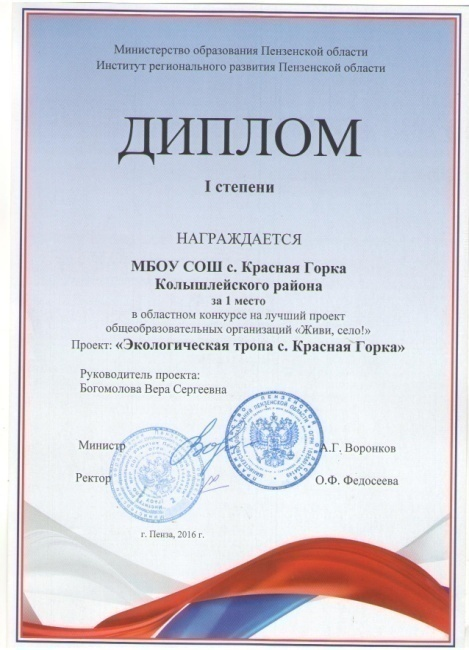 Министерство образования Пензенской области
Институт регионального развития Пензенской области
ДИПЛОМ
I степени
НАГРАЖДАЕТСЯ
МБОУ СОШ с. Красная Горка
Колышлейского района
за 1 место
в областном конкурсе на лучший проект
общеобразовательных организаций «Живи, село!»
Проект: «Экологическая тропа с. Красная Горка»
Руководитель проекта:
Богомолова Вера Сергеевна
Министр А.Г. Воронков
Ректор О.Ф. Федосеева
г. Пенза, 2016 г.